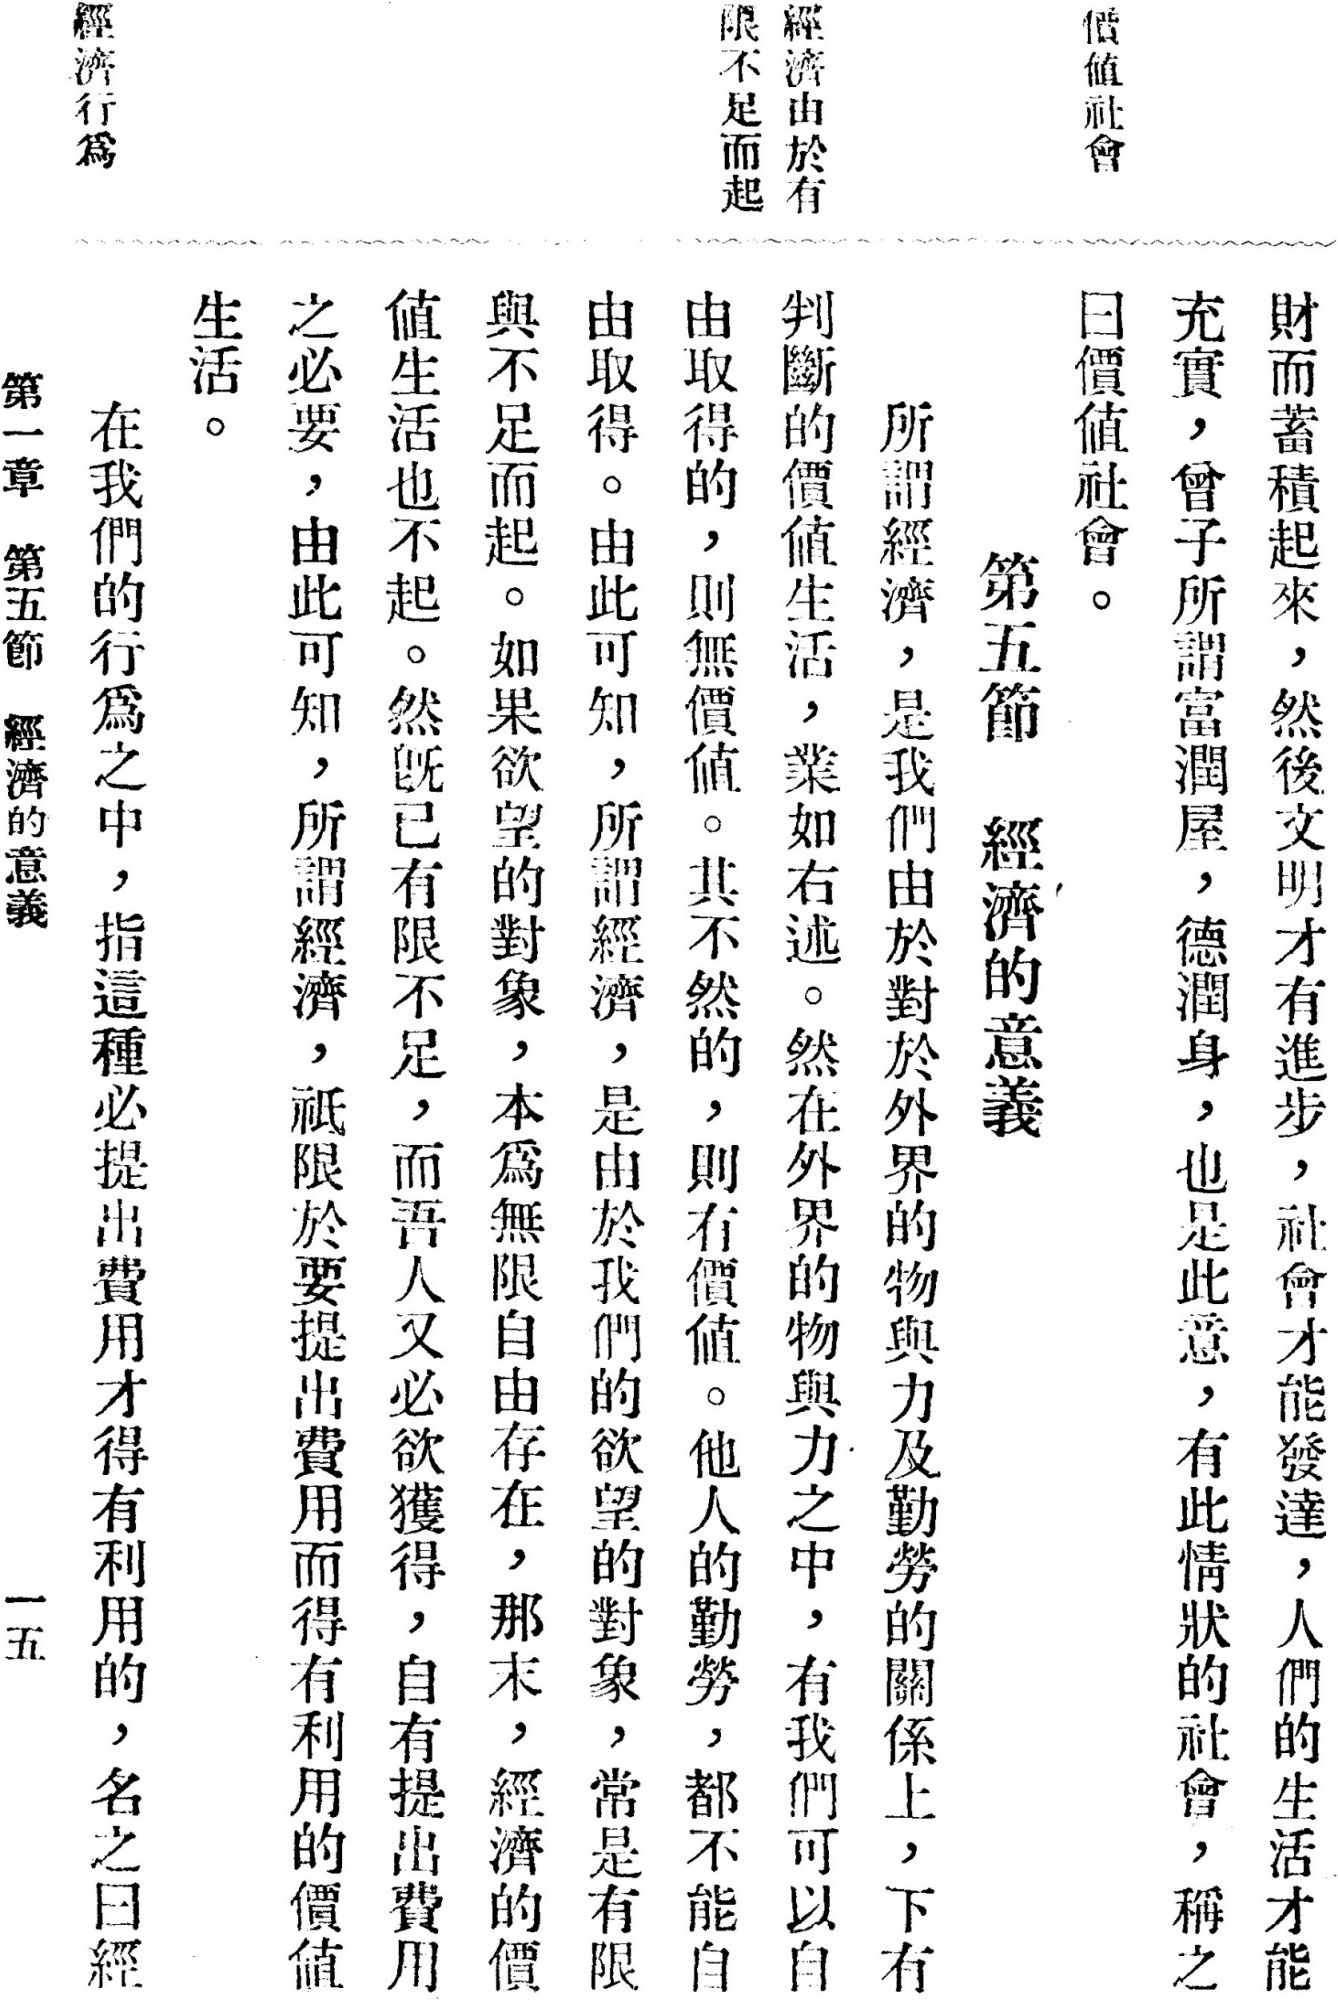 價值社會
經濟由於有
限不足而起
經濟行爲
財而蓄積起來，然後文明才有進步，社會才能發達，人們的生活才能
充實，曾子所謂富潤屋，德潤身，也是此意，有此情狀的社會，稱之
曰價值社會。
第五節　經濟的意義
所謂經濟，是我們由於對於外界的物與力及勤勞的關係上，下有
判斷的價值生活，業如右述。然在外界的物與力之中，有我們可以自
由取得的，則無價值。其不然的，則有價值。他人的勤勞，都不能自
由取得。由此可知，所謂經濟，是由於我們的欲望的對象，常是有限
與不足而起。如果欲望的對象，本爲無限自由存在，那末，經濟的價
值生活也不起。然既已有限不足，而吾人又必欲獲得，自有提出費用
之必要，由此可知，所謂經濟，祇限於要提出費用而得有利用的價值
生活。
在我們的行爲之中，指這種必提出費用才得有利用的，名之曰經
第一章　第五節　經濟的意義
一五